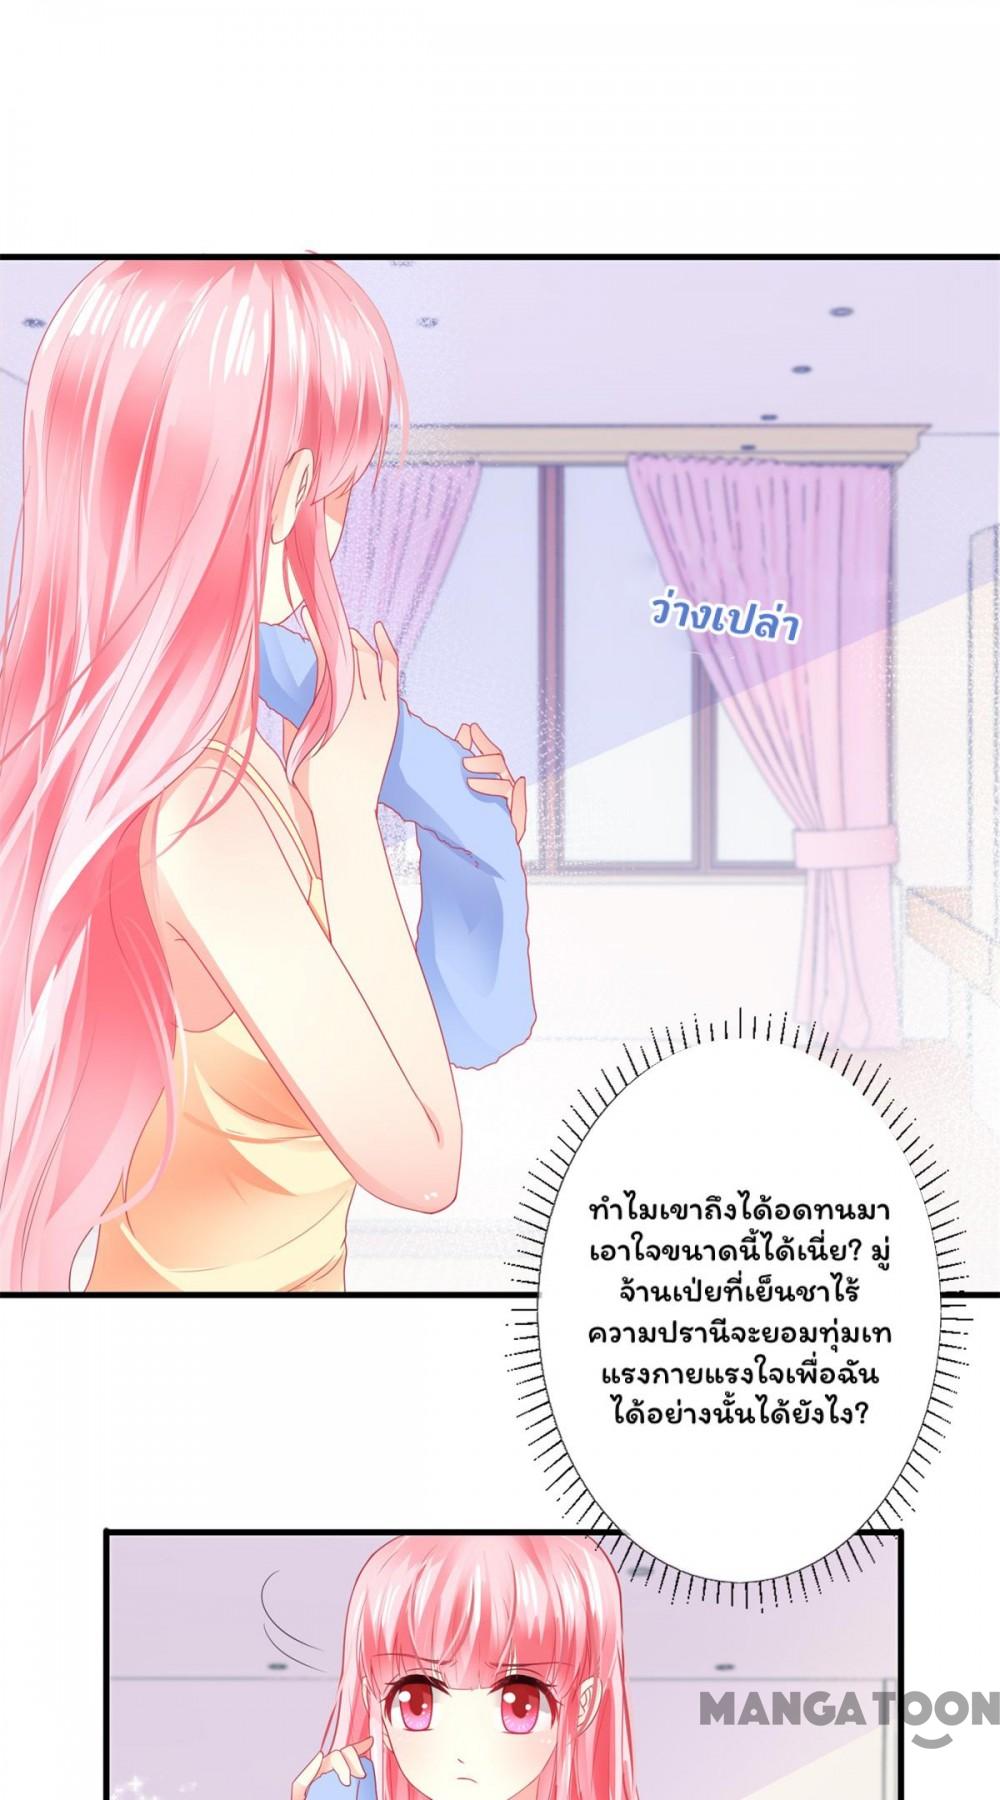 ว่างเปล่า
ทำไมเขาถึงได้อดทนมา
เอาใจขนาดนี้ได้เนี่ย? มู่
จ้านเป่ยที่เย็นชาไร้
ความปรานีจะยอมทุ่มเท
แรงกายแรงใจเพื่อฉัน
ได้อย่างนั้นได้ยังไง?
MANGATOON